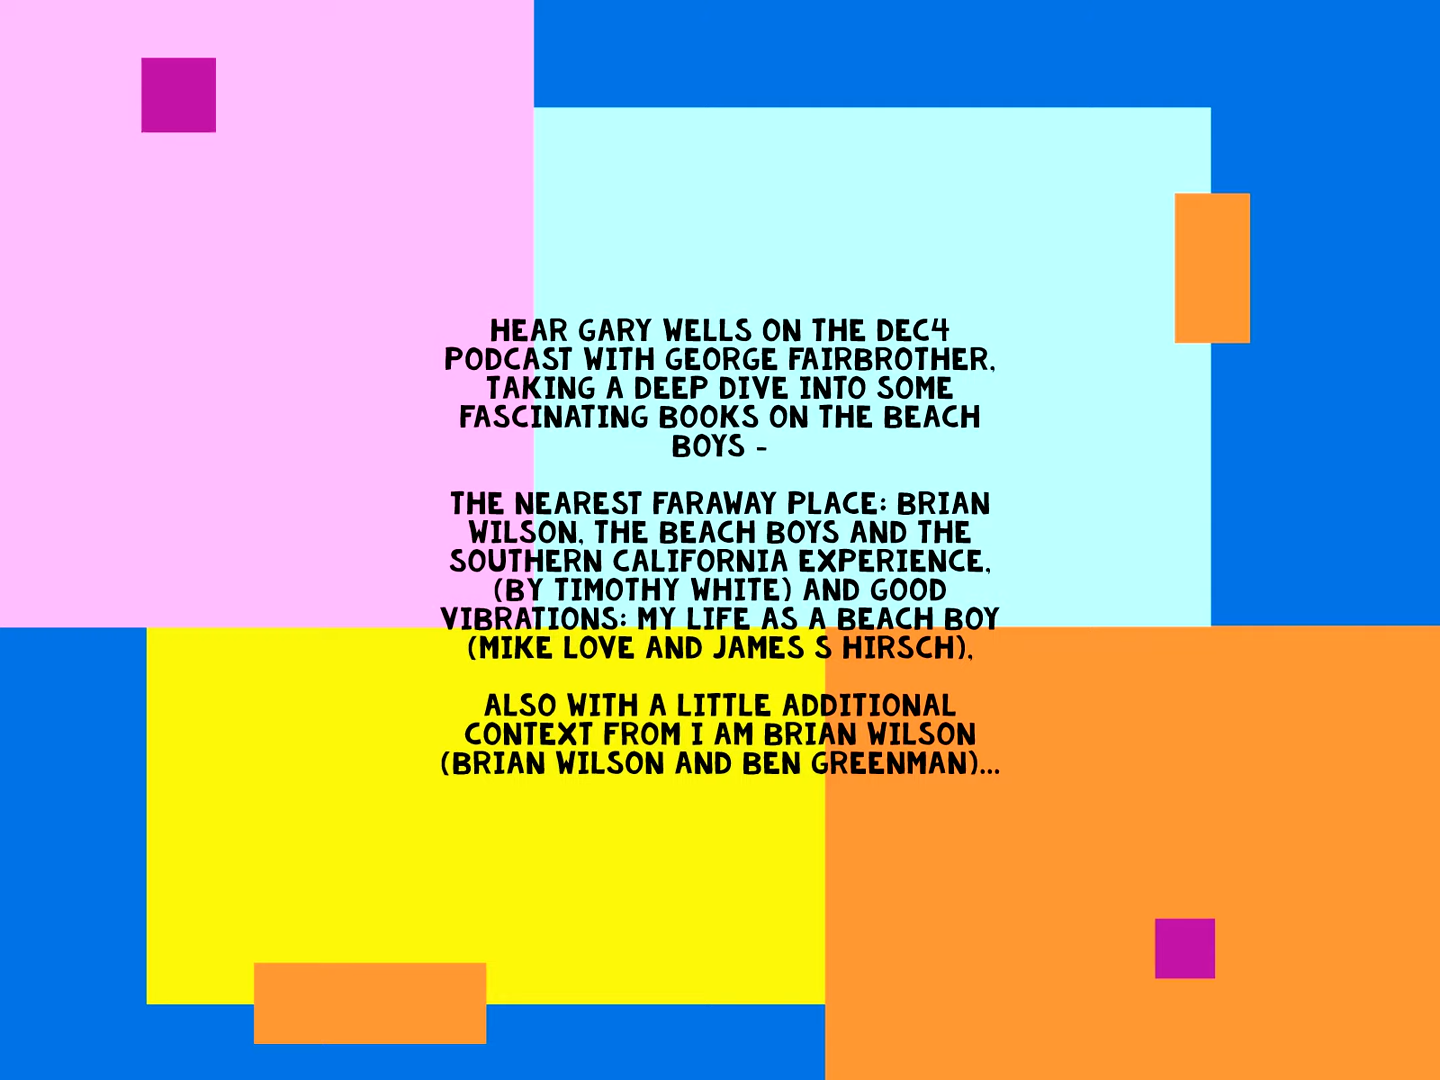 HEAR GARY WELLS ON THE DEC4
PODCAST WITH GEORGE FAIRBROTHER,
TAKING A DEEP DIVE INTO SOME
FASCINATING BOOKS ON THE BEACH
BOYS -
THE NEAREST FARAWAY PLACE: BRIAN
WILSON, THE BEACH BOYS AND THE
SOUTHERN CALIFORNIA EXPERIENCE,
(BY TIMOTHY WHITE) AND GOOD
VIBRATIONS: MY LIFE AS A BEACH BOY
(MIKE LOVE AND JAMES S HIRSCH),
ALSO WITH A LITTLE ADDITIONAL
CONTEXT FROM I AM BRIAN WILSON
(BRIAN WILSON AND BEN GREENMAN)...